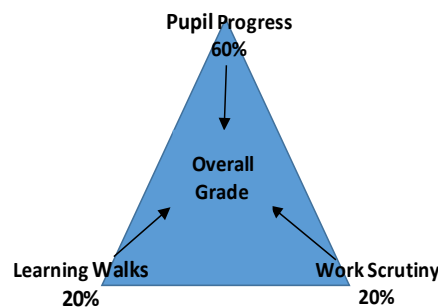 Pupil Progress
60%
Overall
Grade
Learning Walks
20%
Work Scrutiny
20%